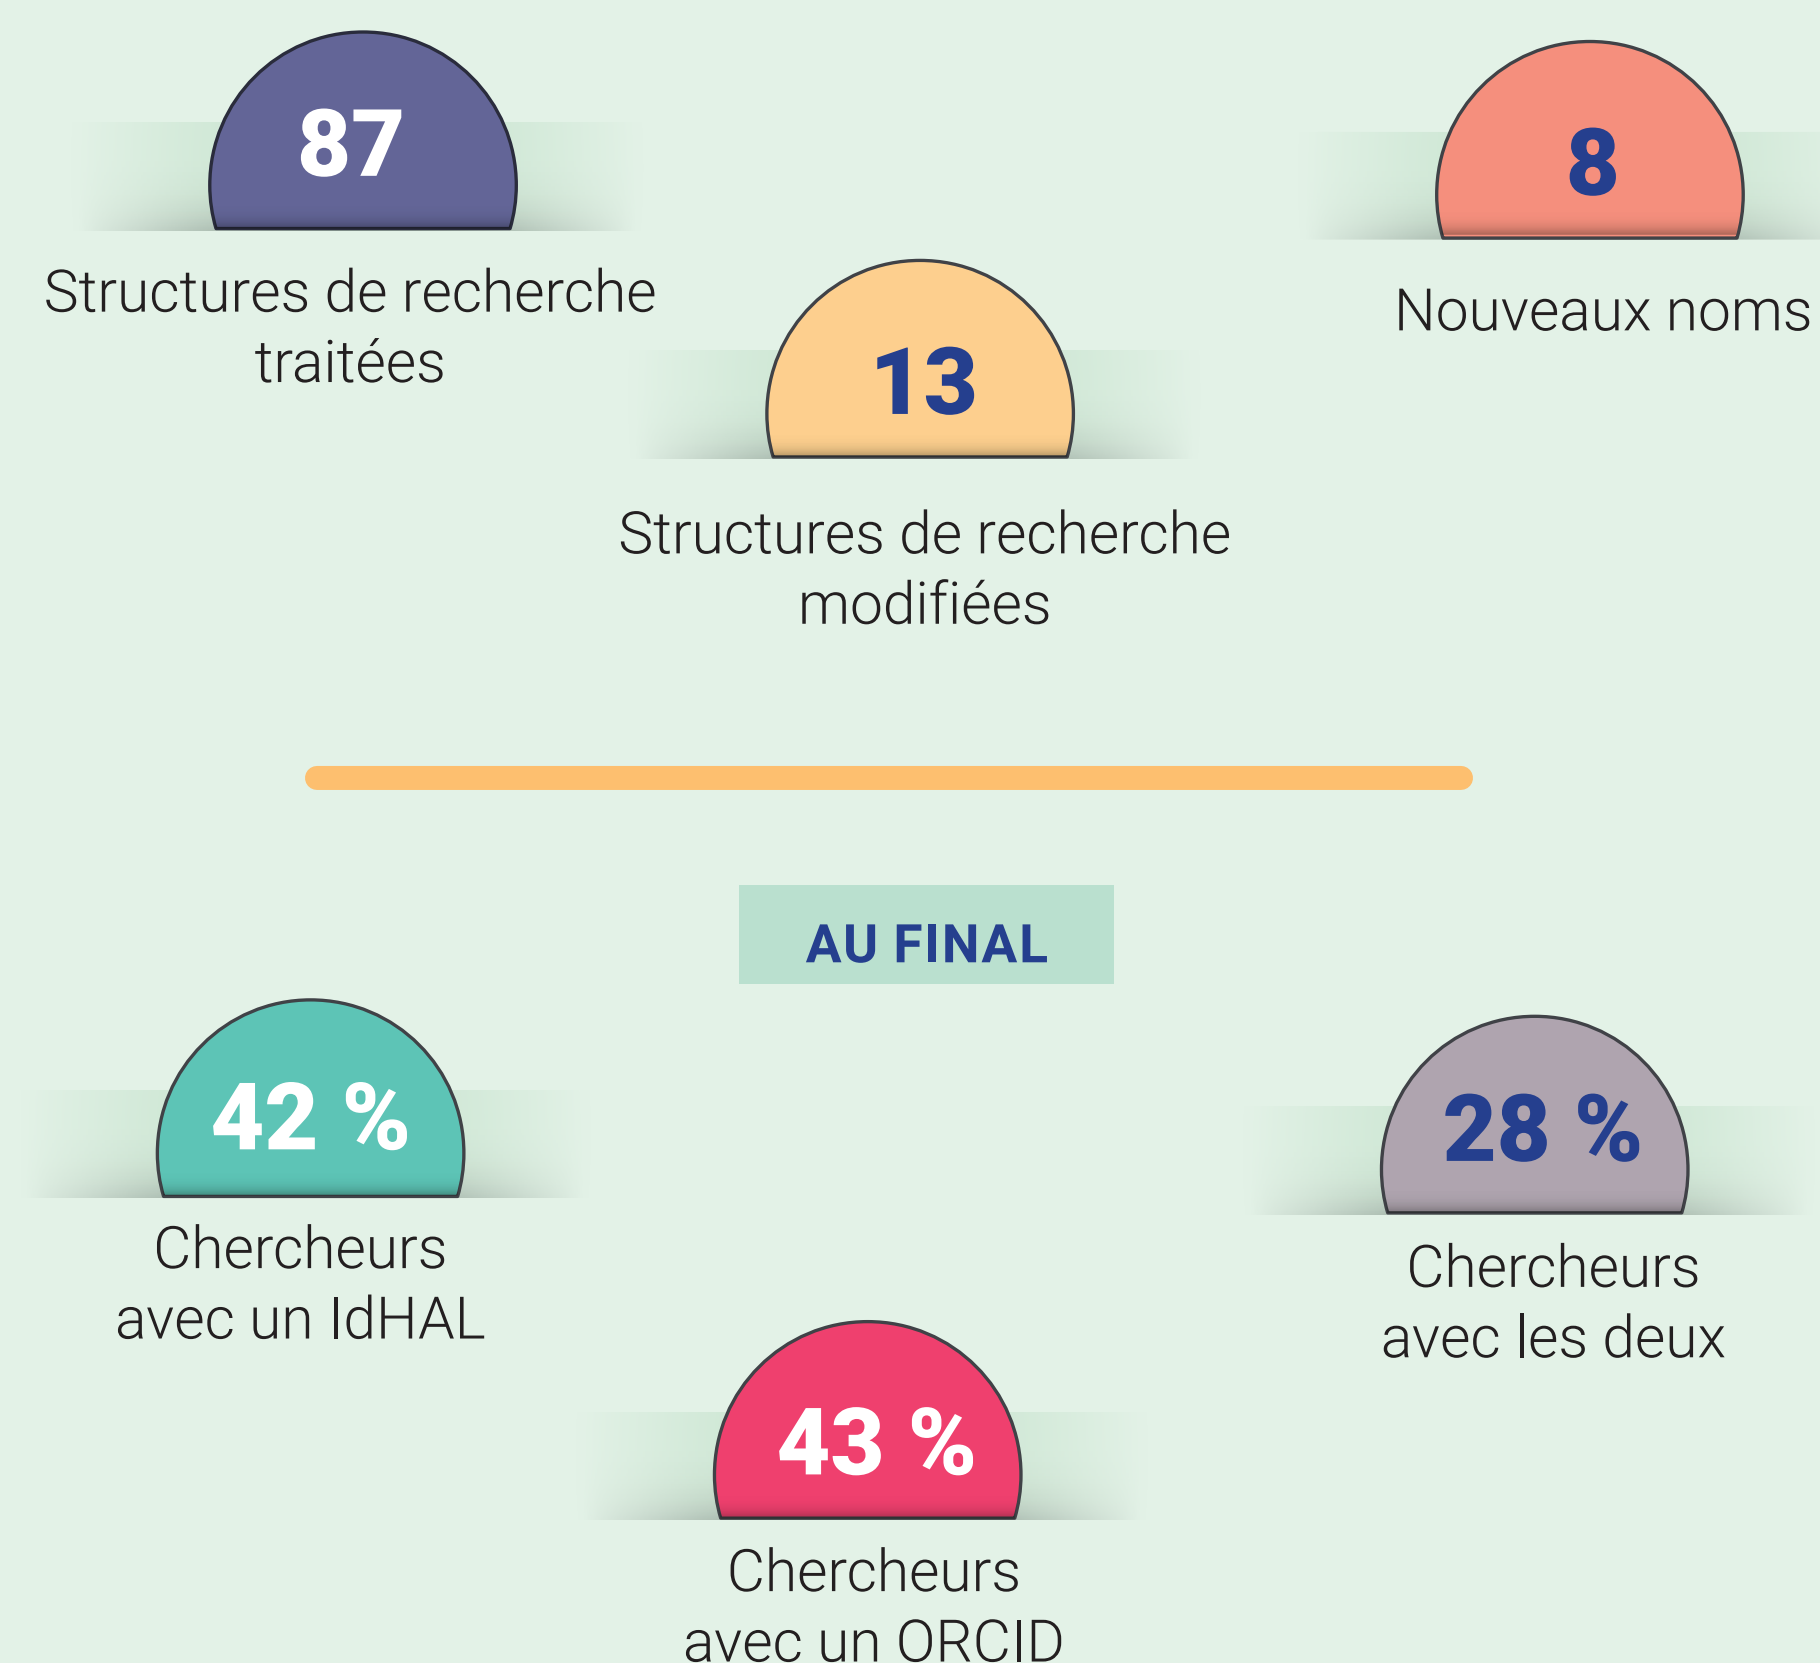 87
Structures de recherche
traitées
13
Structures de recherche
modifiées
8
Nouveaux noms
AU FINAL
42 %
Chercheurs
avec un IdHAL
43 %
Chercheurs
avec un ORCID
28 %
Chercheurs
avec les deux